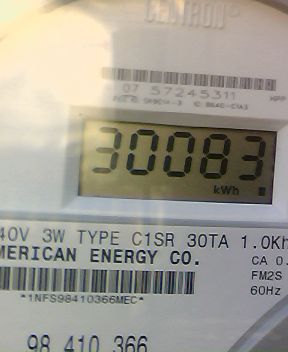 CENTRON®
07 57245311
30083
kWh
40V 3W TYPE C1SR 30TA 1.0Kh
MERICAN ENERGY CO.
CA 0.
FM2S
60Hz
*1NFS98410366MEC*
98 410 366